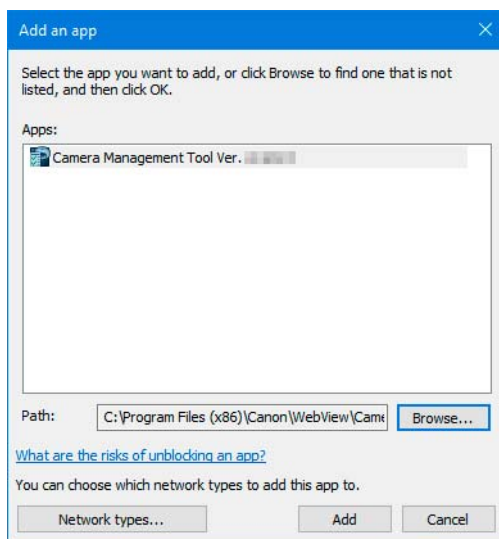 Add an app
Select the app you want to add, or click Browse to find one that is not
listed, and then click OK.
Apps:
Camera Management Tool Ver.
Path:
C:\Program Files (x86)\Canon\WebView\Came
Browse...
What are the risks of unblocking an app?
You can choose which network types to add this app to.
Network types...
Add
Cancel